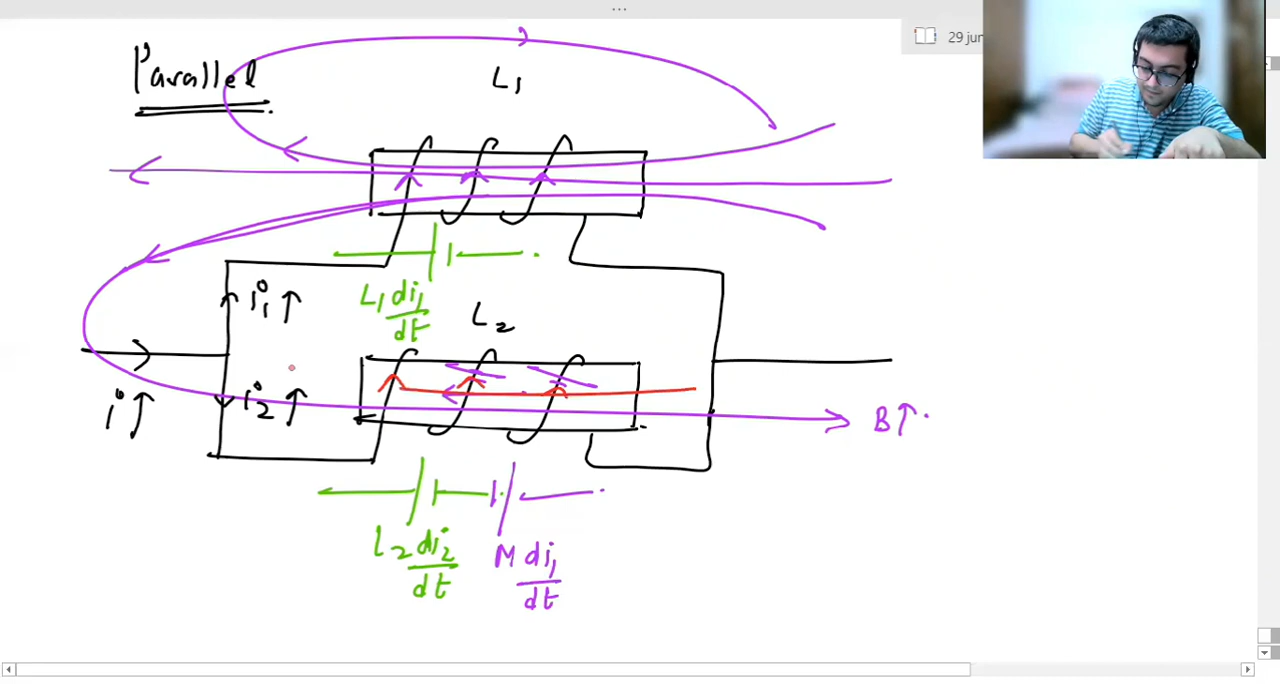 Parallel
L₁
29 jun
L₁ di₁/dt
i₁↑
L₂
i↑
i₂↑
B↑
L₂ di₂/dt
M di₁/dt